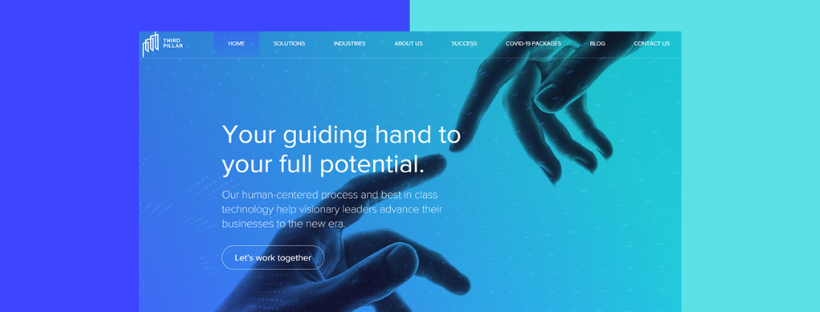 THIRD
PILLAR
HOME SOLUTIONS INDUSTRIES ABOUT US SUCCESS COVID-19 PACKAGES BLOG CONTACT US
Your guiding hand to
your full potential.
Our human-centered process and best in class
technology help visionary leaders advance their
businesses to the new era.
Let's work together